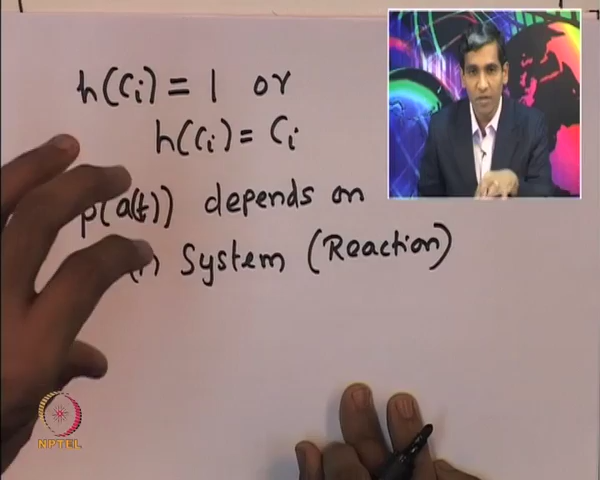 h(Ci) = 1 or
h(Ci) = Ci
p(a(t)) depends on
System (Reaction)
NPTEL